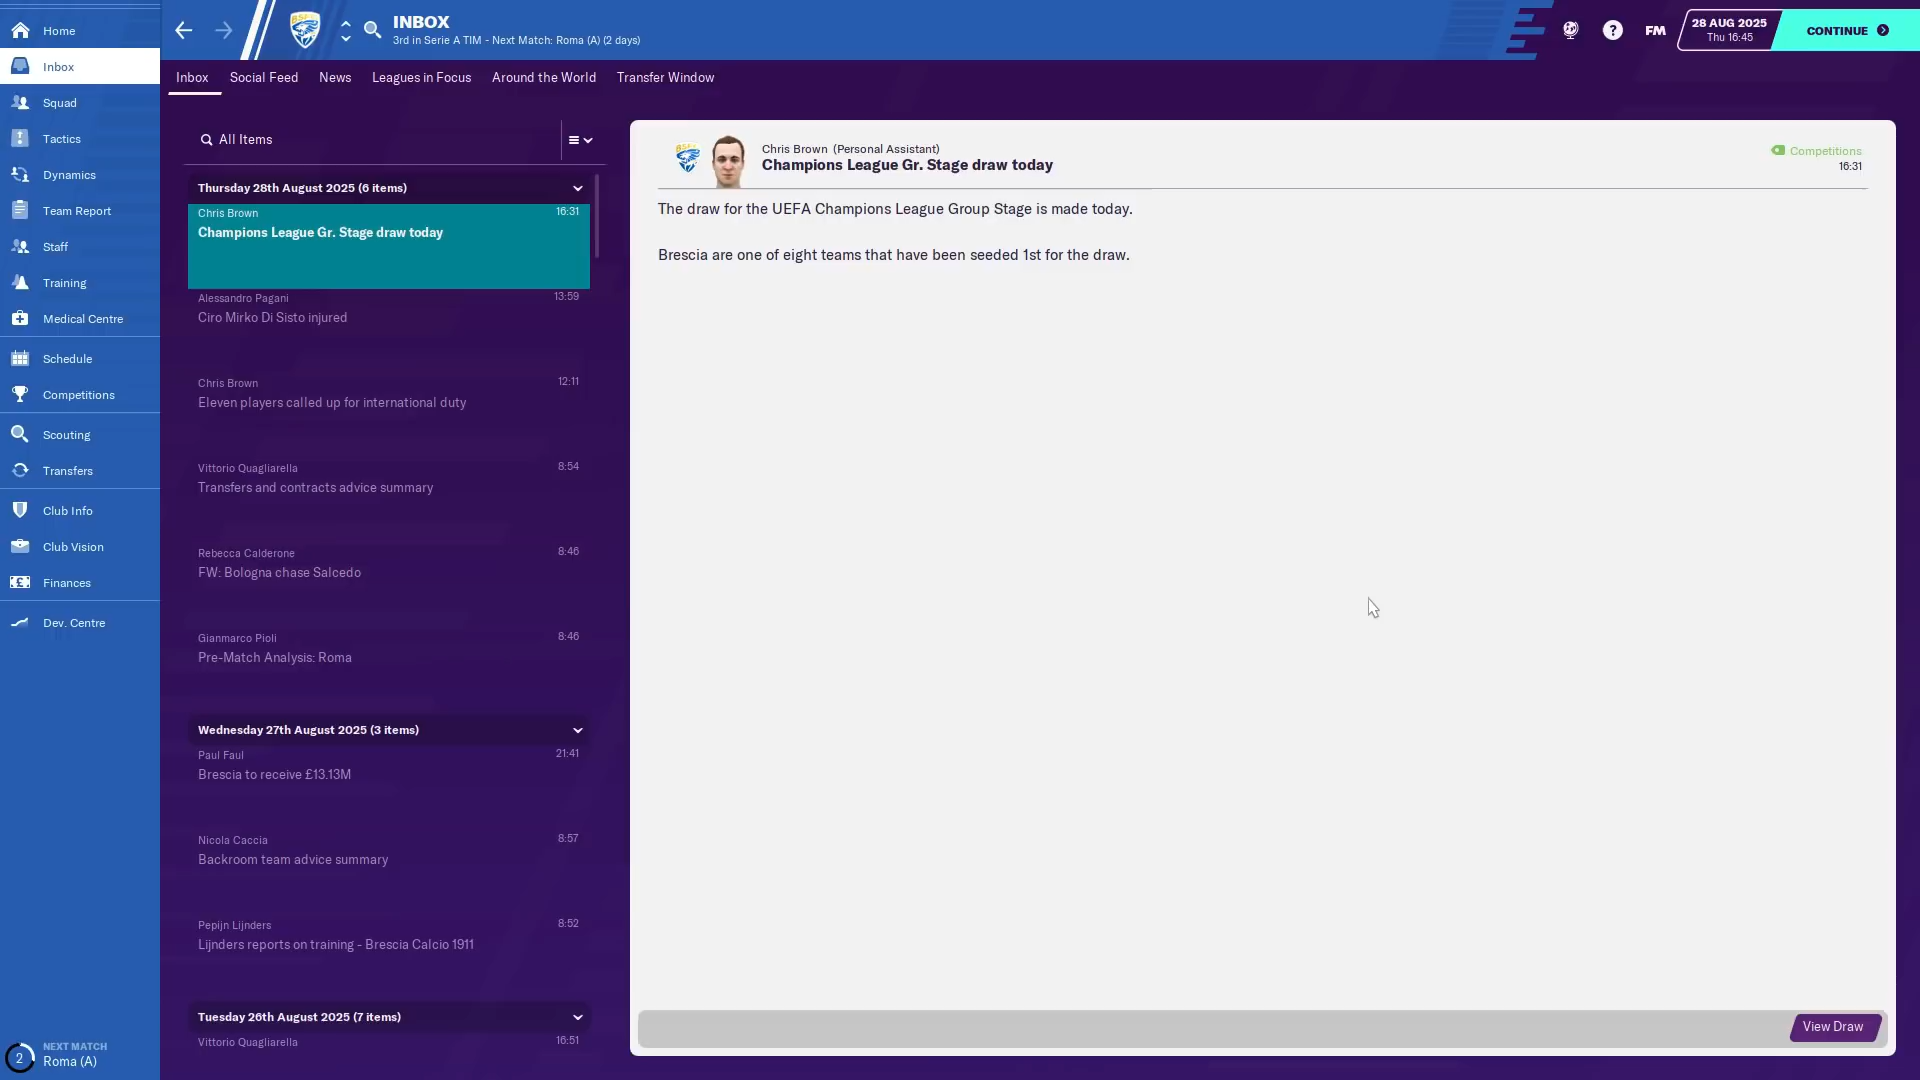 Home
Inbox
Squad
Tactics
Dynamics
Team Report
Staff
Training
Medical Centre
Schedule
Competitions
Scouting
Transfers
Club Info
Club Vision
Finances
Dev. Centre
2
NEXT MATCH
Roma (A)
INBOX
3rd in Serie A TIM - Next Match: Roma (A) (2 days)
FM
28 AUG 2025
Thu 16:45
CONTINUE
Inbox Social Feed News Leagues in Focus Around the World Transfer Window
All Items
Thursday 28th August 2025 (6 items)
Chris Brown 16:31
Champions League Gr. Stage draw today
Alessandro Pagani 13:59
Ciro Mirko Di Sisto injured
Chris Brown 12:11
Eleven players called up for international duty
Vittorio Quagliarella 8:54
Transfers and contracts advice summary
Rebecca Calderone 8:46
FW: Bologna chase Salcedo
Gianmarco Pioli 8:46
Pre-Match Analysis: Roma
Wednesday 27th August 2025 (3 items)
Paul Faul 21:41
Brescia to receive £13.13M
Nicola Caccia 8:57
Backroom team advice summary
Pepijn Lijnders 8:52
Lijnders reports on training - Brescia Calcio 1911
Tuesday 26th August 2025 (7 items)
Vittorio Quagliarella 16:51
Chris Brown (Personal Assistant)
Champions League Gr. Stage draw today
Competitions
16:31
The draw for the UEFA Champions League Group Stage is made today.
Brescia are one of eight teams that have been seeded 1st for the draw.
View Draw